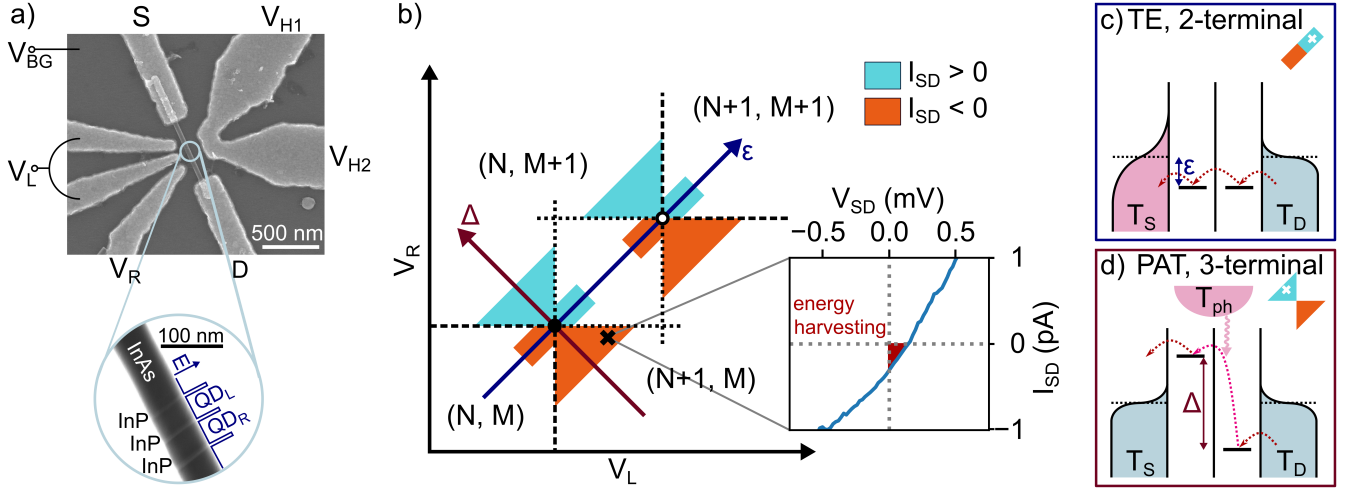 a)
S
V_H1
V_BG
V_L
V_H2
500 nm
V_R
D
100 nm
InAs
E
QD_L
QD_R
InP
InP
InP
b)
I_SD > 0
I_SD < 0
(N+1, M+1)
(N, M+1)
ε
Δ
V_R
V_SD (mV)
−0.5 0.0 0.5
1
energy
harvesting
0
I_SD (pA)
−1
(N+1, M)
(N, M)
V_L
c) TE, 2-terminal
ε
T_S
T_D
d) PAT, 3-terminal
T_ph
Δ
T_S
T_D